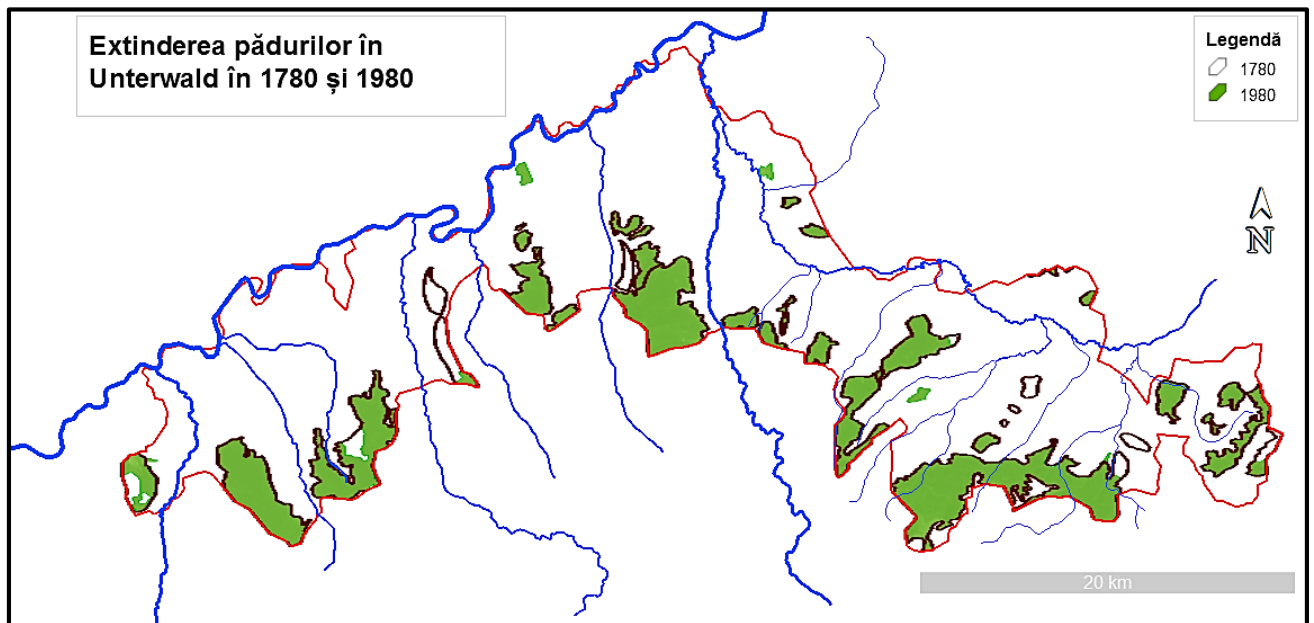 Extinderea pădurilor în
Unterwald în 1780 și 1980
Legendă
1780
1980
N
20 km